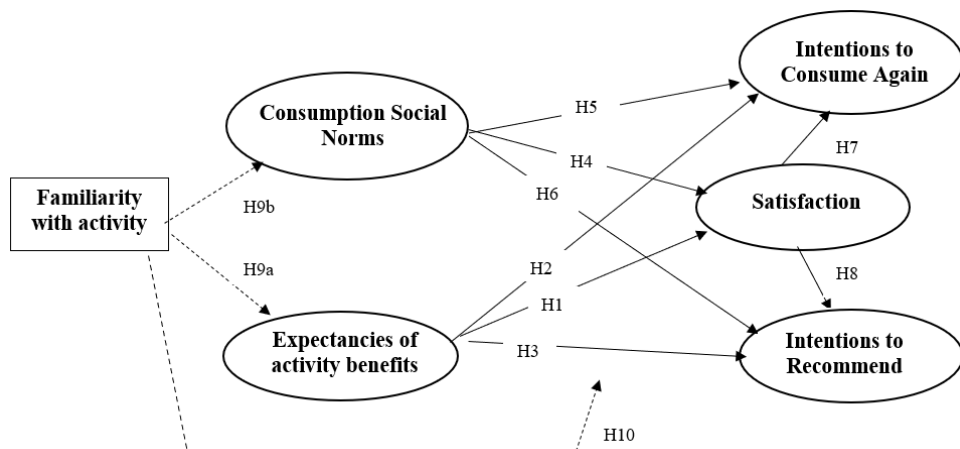 Intentions to
Consume Again
Consumption Social
Norms
H5
H7
H4
Familiarity
with activity
H6
Satisfaction
H9b
H9a
H2
H8
H1
Expectancies of
activity benefits
H3
Intentions to
Recommend
H10